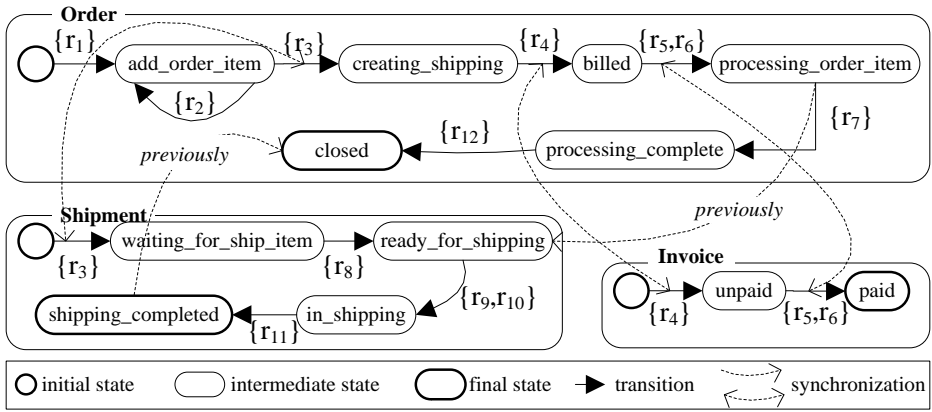 Order
{r1} {r3} {r4} {r5,r6}
add_order_item creating_shipping billed processing_order_item
{r2} {r12} {r7}
previously closed processing_complete
Shipment previously
waiting_for_ship_item ready_for_shipping Invoice
{r3} {r8}
{r9,r10} unpaid paid
shipping_completed in_shipping {r4} {r5,r6}
{r11}
initial state intermediate state final state transition synchronization